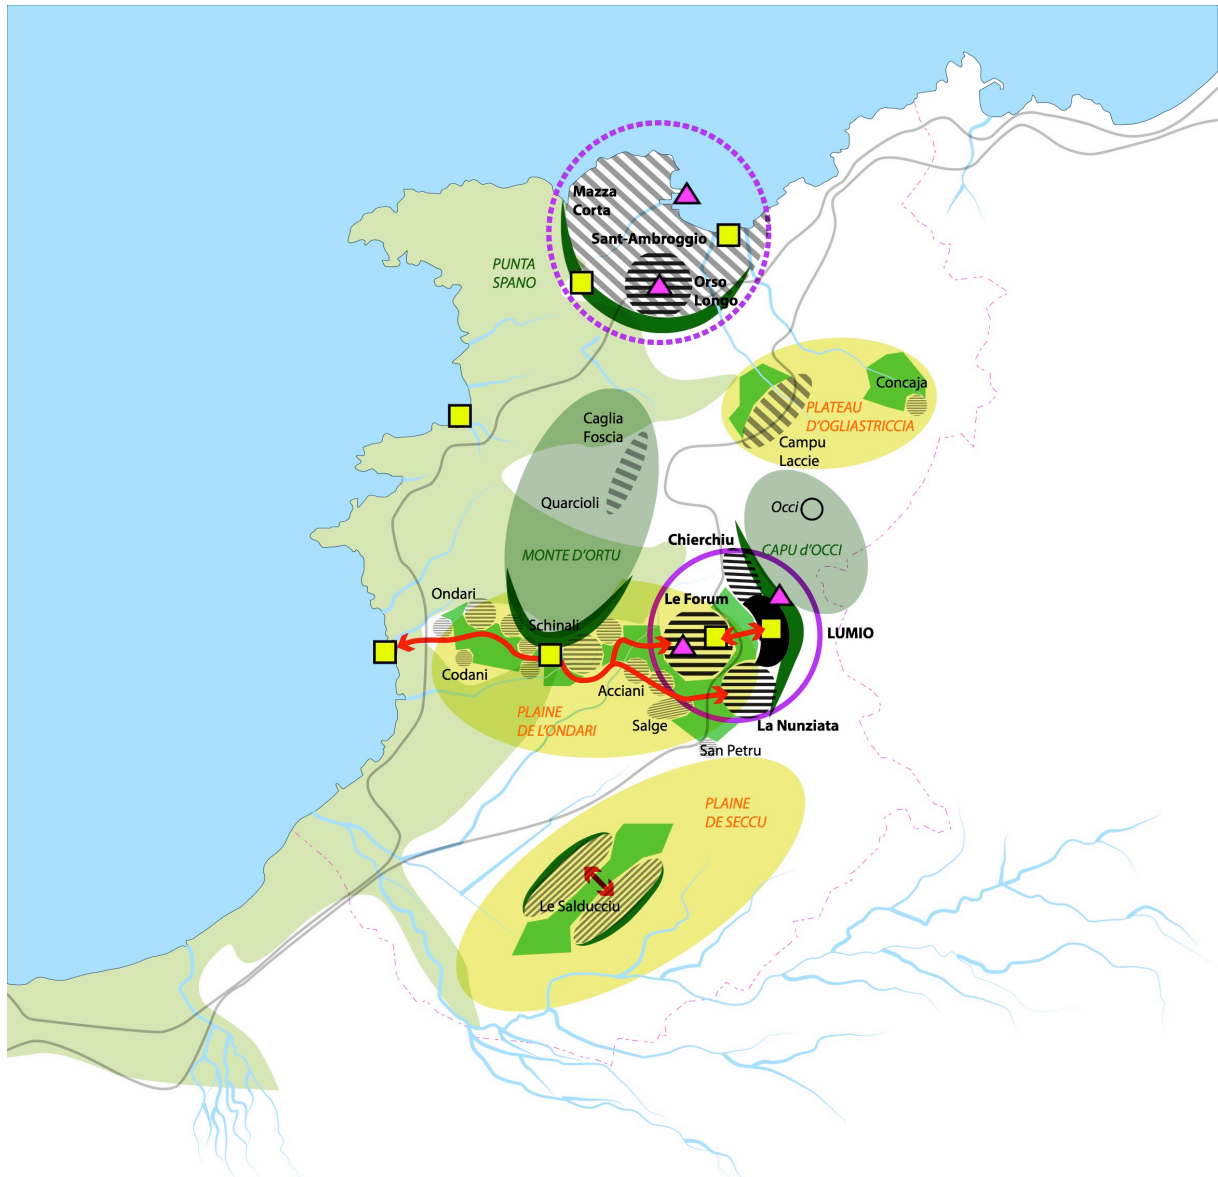 Mazza
Corta
Sant-Ambroggio
PUNTA
SPANO
Orso
Longo
Concaja
PLATEAU
D'OGLIASTRICCIA
Caglia
Foscia
Campu
Laccie
Quarcioli
Occi
Chierchiu
CAPU d'OCCI
MONTE D'ORTU
Ondari
Le Forum
Schinali
LUMIO
Codani
Acciani
PLAINE
DE L'ONDARI
Salge
La Nunziata
San Petru
PLAINE
DE SECCU
Le Salducciu